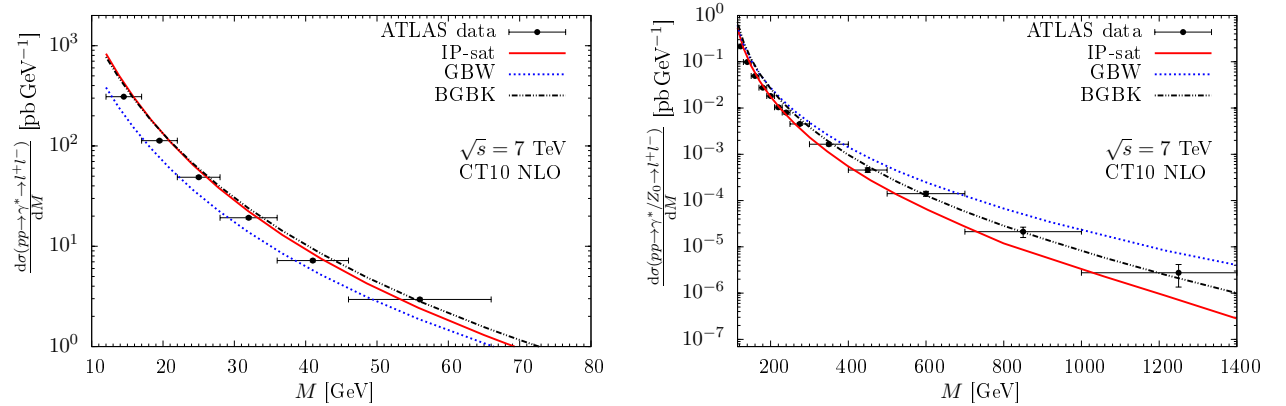 dσ(pp→γ*→l⁺l⁻)/dM [pb GeV⁻¹]
10³
10²
10¹
10⁰
ATLAS data
IP-sat
GBW
BGBK
√s = 7 TeV
CT10 NLO
10 20 30 40 50 60 70 80
M [GeV]
dσ(pp→γ*/Z₀→l⁺l⁻)/dM [pb GeV⁻¹]
10⁰
10⁻¹
10⁻²
10⁻³
10⁻⁴
10⁻⁵
10⁻⁶
10⁻⁷
ATLAS data
IP-sat
GBW
BGBK
√s = 7 TeV
CT10 NLO
200 400 600 800 1000 1200 1400
M [GeV]